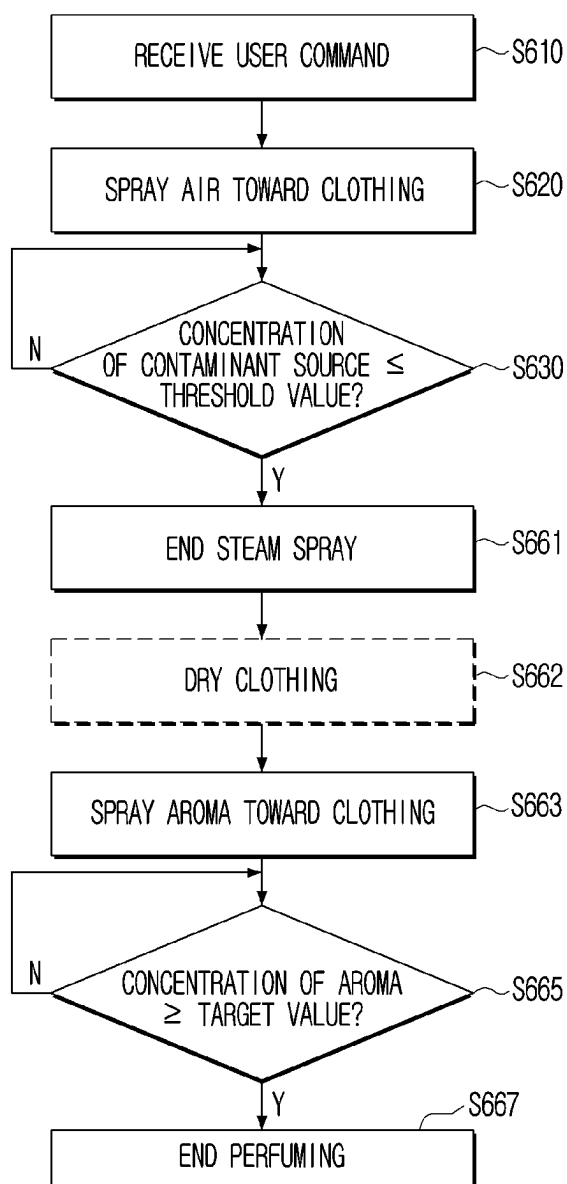 RECEIVE USER COMMAND
S610
SPRAY AIR TOWARD CLOTHING
S620
CONCENTRATION
OF CONTAMINANT SOURCE ≤
THRESHOLD VALUE?
S630
N
Y
END STEAM SPRAY
S661
DRY CLOTHING
S662
SPRAY AROMA TOWARD CLOTHING
S663
CONCENTRATION OF AROMA
≥ TARGET VALUE?
S665
N
Y
S667
END PERFUMING